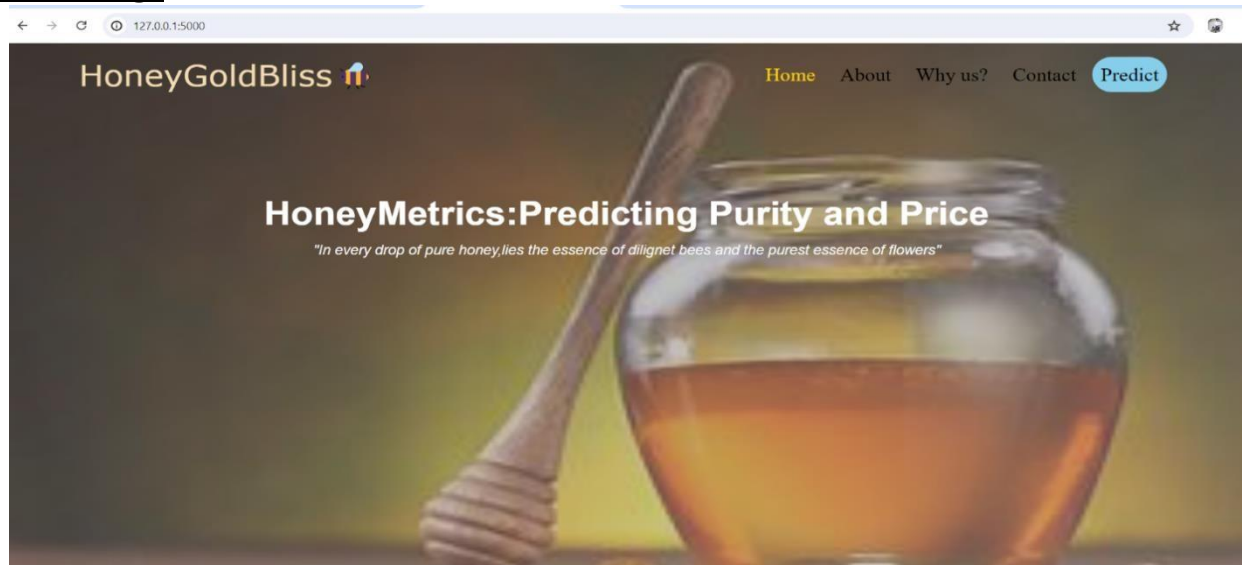 127.0.0.1:5000
HoneyGoldBliss
Home About Why us? Contact Predict
HoneyMetrics:Predicting Purity and Price
"In every drop of pure honey,lies the essence of dilignet bees and the purest essence of flowers"